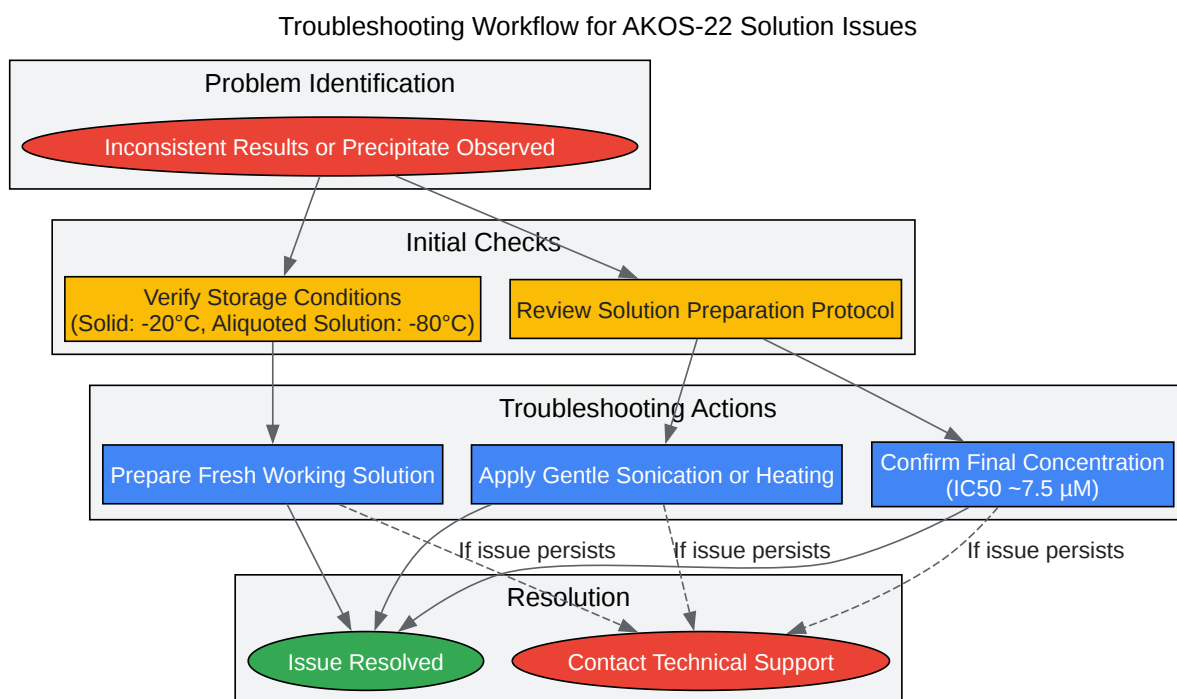 Troubleshooting Workflow for AKOS-22 Solution Issues
Problem Identification
Inconsistent Results or Precipitate Observed
Initial Checks
Verify Storage Conditions
(Solid: -20°C, Aliquoted Solution: -80°C)
Review Solution Preparation Protocol
Troubleshooting Actions
Prepare Fresh Working Solution
Apply Gentle Sonication or Heating
Confirm Final Concentration
(IC50 ~7.5 µM)
If issue persists
If issue persists
If issue persists
Resolution
Issue Resolved
Contact Technical Support